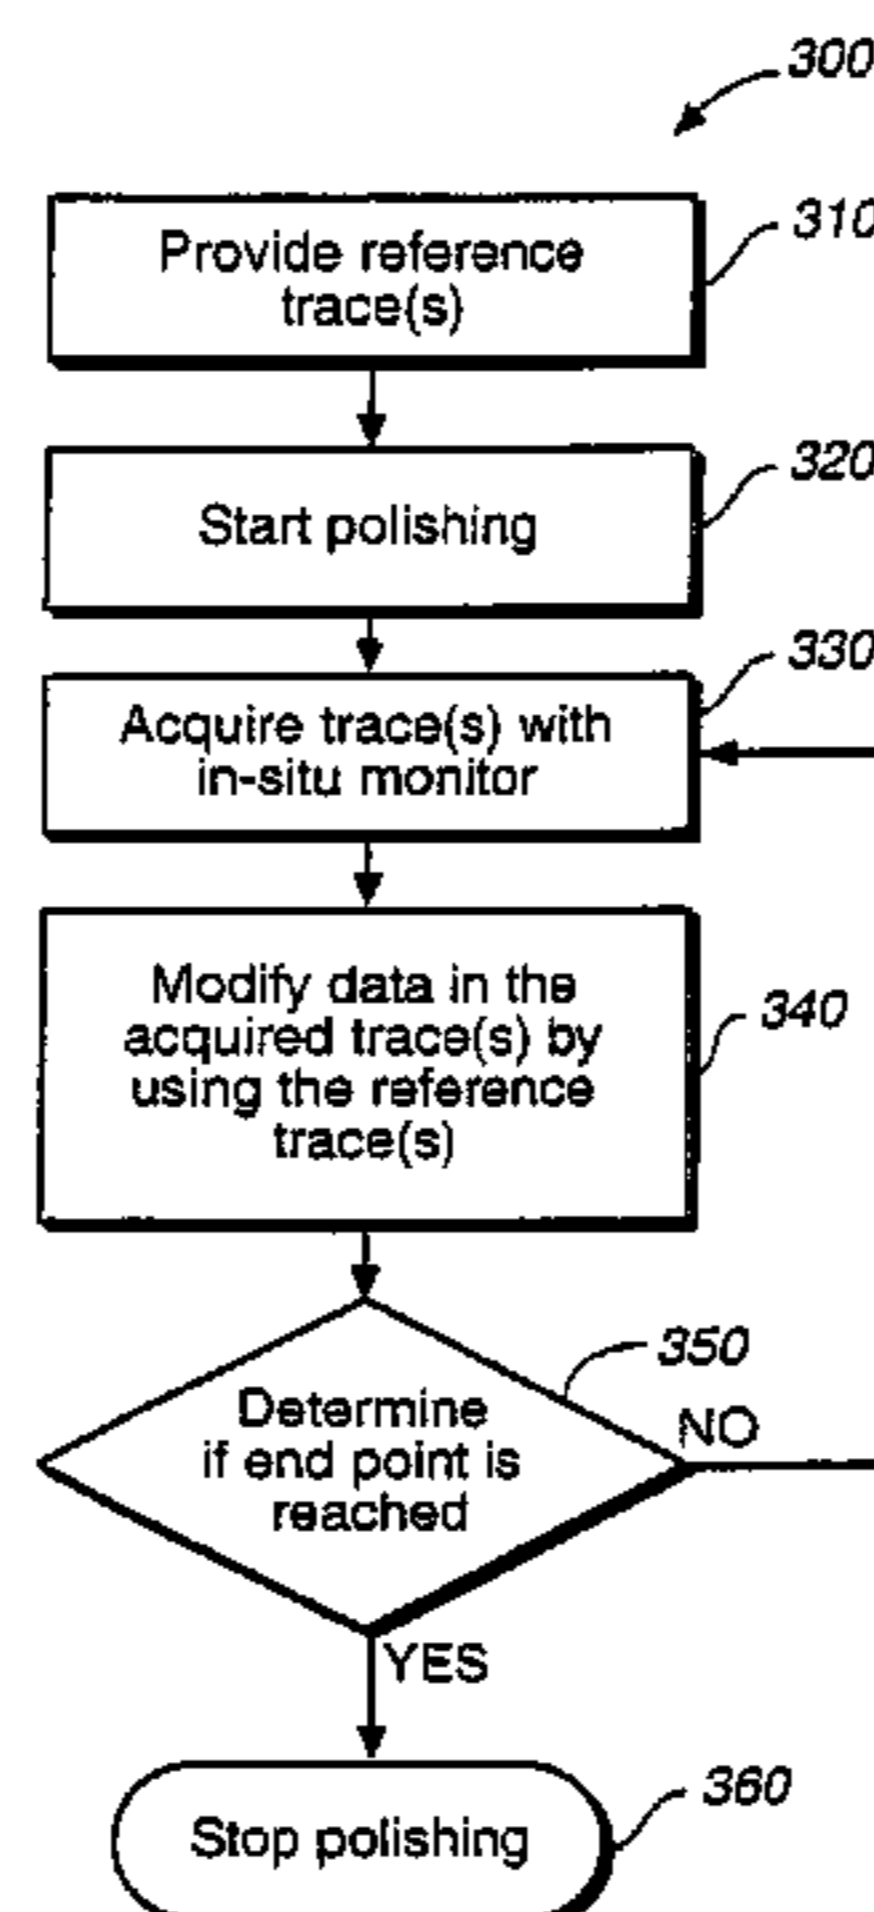 300
310
Provide reference
trace(s)
320
Start polishing
330
Acquire trace(s) with
in-situ monitor
340
Modify data in the
acquired trace(s) by
using the reference
trace(s)
350
Determine
if end point is
reached
NO
YES
360
Stop polishing